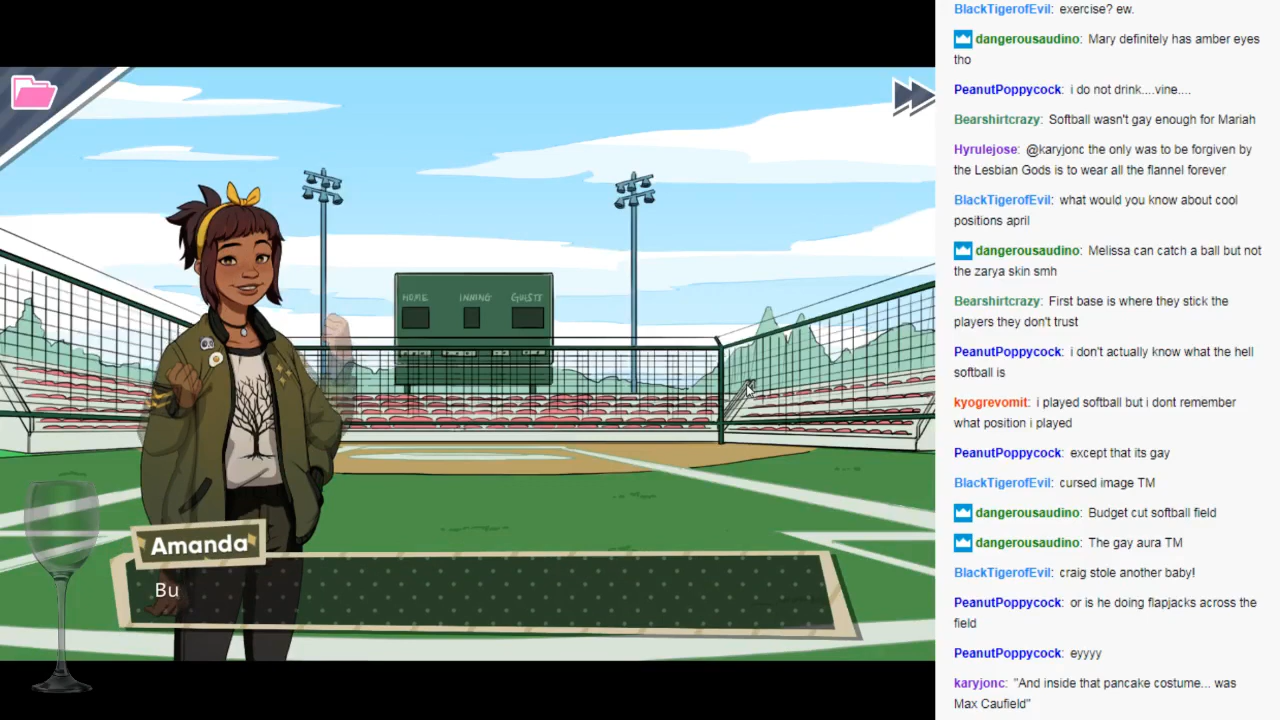 HOME INNING GUESTS
Amanda
Bu
BlackTigerofEvil: exercise? ew.
dangerousaudino: Mary definitely has amber eyes
tho
PeanutPoppycock: i do not drink....vine....
Bearshirtcrazy: Softball wasn't gay enough for Mariah
Hyrulejose: @karyjonc the only was to be forgiven by
the Lesbian Gods is to wear all the flannel forever
BlackTigerofEvil: what would you know about cool
positions april
dangerousaudino: Melissa can catch a ball but not
the zarya skin smh
Bearshirtcrazy: First base is where they stick the
players they don't trust
PeanutPoppycock: i don't actually know what the hell
softball is
kyogrevomit: i played softball but i dont remember
what position i played
PeanutPoppycock: except that its gay
BlackTigerofEvil: cursed image TM
dangerousaudino: Budget cut softball field
dangerousaudino: The gay aura TM
BlackTigerofEvil: craig stole another baby!
PeanutPoppycock: or is he doing flapjacks across the
field
PeanutPoppycock: eyyyy
karyjonc: "And inside that pancake costume... was
Max Caufield"